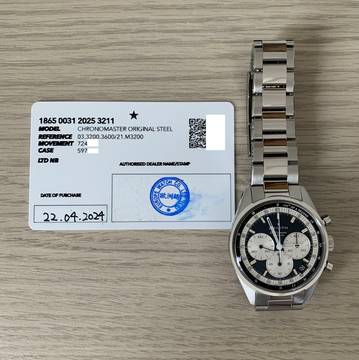 1865 0031 2025 3211
MODEL CHRONOMASTER ORIGINAL STEEL
REFERENCE 03.3200.3600/21.M3200
MOVEMENT 724
CASE 597
LTD NB AUTHORISED DEALER NAME/STAMP
DATE OF PURCHASE
22.04.2024